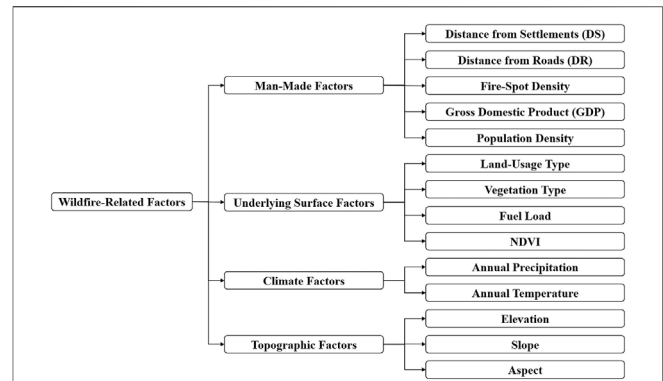 Wildfire-Related Factors
Man-Made Factors
Distance from Settlements (DS)
Distance from Roads (DR)
Fire-Spot Density
Gross Domestic Product (GDP)
Population Density
Underlying Surface Factors
Land-Usage Type
Vegetation Type
Fuel Load
NDVI
Climate Factors
Annual Precipitation
Annual Temperature
Topographic Factors
Elevation
Slope
Aspect